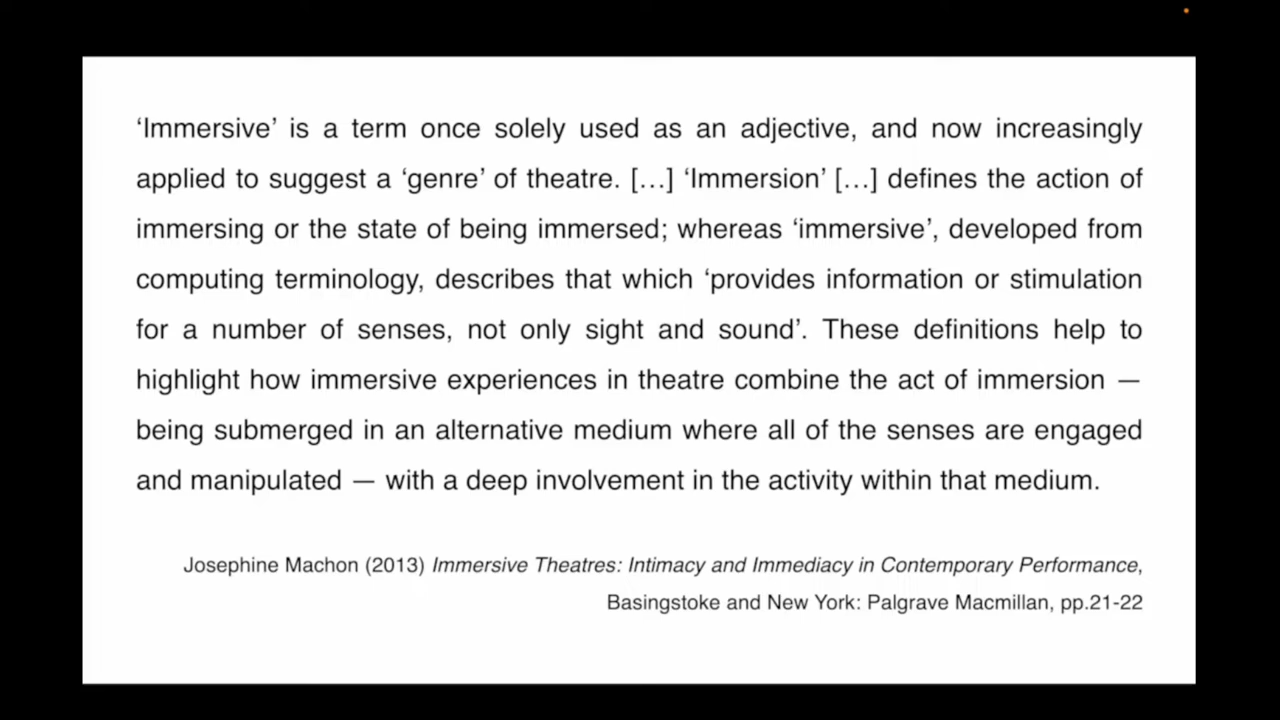 ‘Immersive’ is a term once solely used as an adjective, and now increasingly
applied to suggest a ‘genre’ of theatre. […] ‘Immersion’ […] defines the action of
immersing or the state of being immersed; whereas ‘immersive’, developed from
computing terminology, describes that which ‘provides information or stimulation
for a number of senses, not only sight and sound’. These definitions help to
highlight how immersive experiences in theatre combine the act of immersion —
being submerged in an alternative medium where all of the senses are engaged
and manipulated — with a deep involvement in the activity within that medium.
Josephine Machon (2013) Immersive Theatres: Intimacy and Immediacy in Contemporary Performance,
Basingstoke and New York: Palgrave Macmillan, pp.21-22